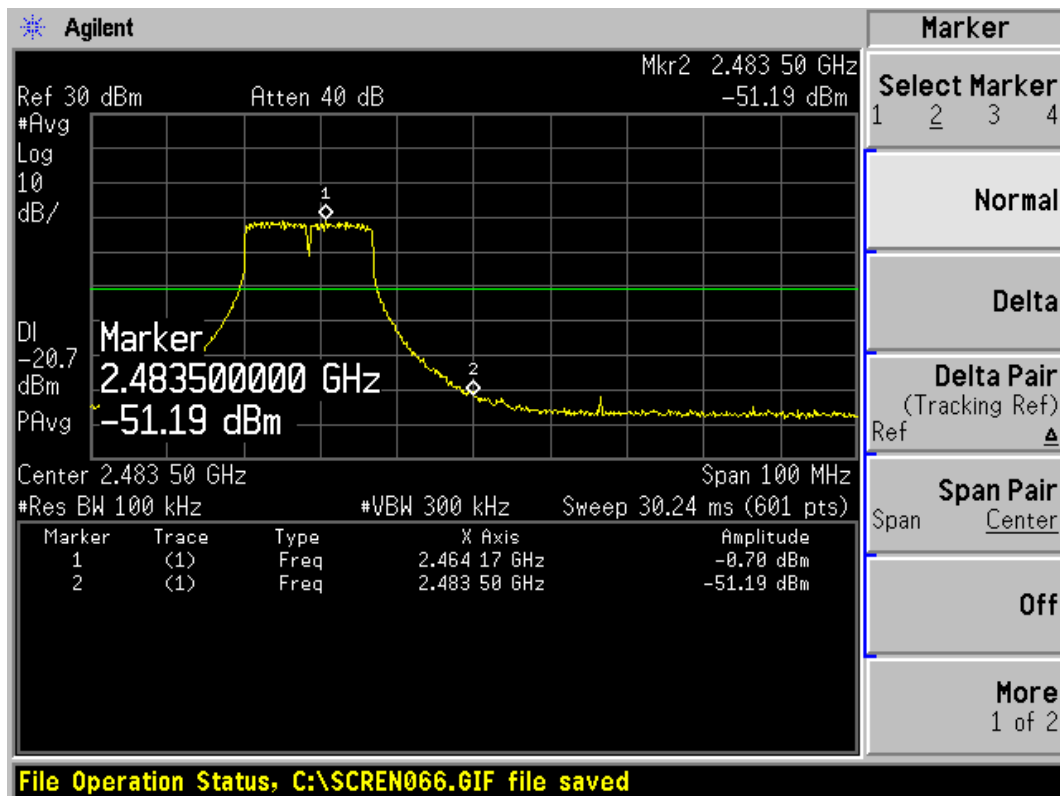 Agilent
Marker
Mkr2 2.483 50 GHz
Ref 30 dBm Atten 40 dB -51.19 dBm
#Avg
Log
10
dB/
1
2
DI
-20.7
dBm
PAvg
Marker
2.483500000 GHz
-51.19 dBm
Center 2.483 50 GHz Span 100 MHz
#Res BW 100 kHz #VBW 300 kHz Sweep 30.24 ms (601 pts)
Marker Trace Type X Axis Amplitude
1 (1) Freq 2.464 17 GHz -0.70 dBm
2 (1) Freq 2.483 50 GHz -51.19 dBm
Select Marker
1 2 3 4
Normal
Delta
Delta Pair
(Tracking Ref)
Ref Δ
Span Pair
Span Center
Off
More
1 of 2
File Operation Status, C:\SCREN066.GIF file saved